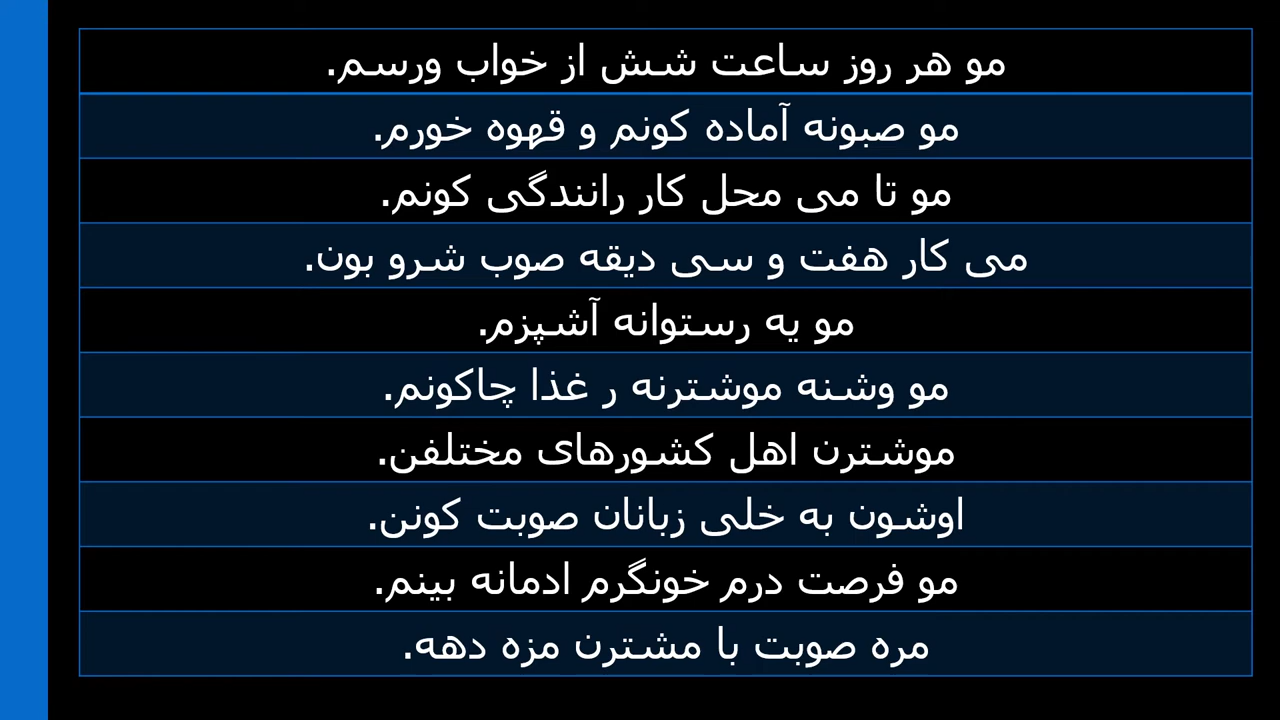 مو هر روز ساعت شش از خواب ورسم.
مو صبونه آماده کونم و قهوه خورم.
مو تا می محل کار رانندگی کونم.
می کار هفت و سی دیقه صوب شرو بون.
مو یه رستوانه آشپزم.
مو وشنه موشترنه ر غذا چاکونم.
موشترن اهل کشورهای مختلفن.
اوشون به خلی زبانان صوبت کونن.
مو فرصت درم خونگرم ادمانه بینم.
مره صوبت با مشترن مزه دهه.